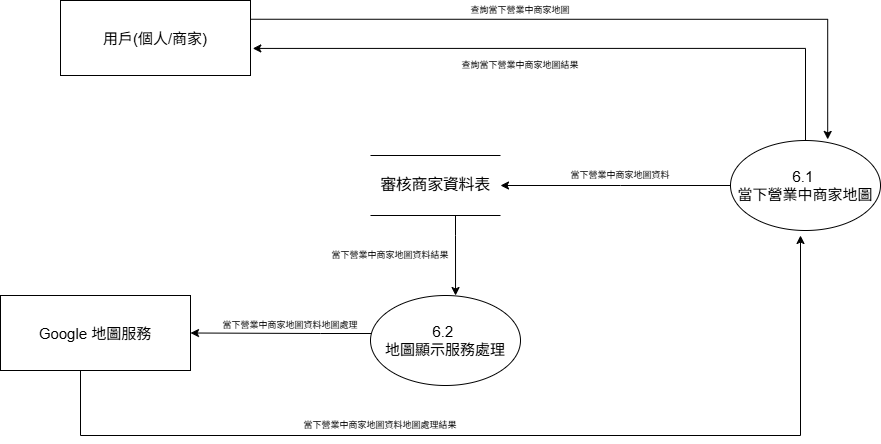 查詢當下營業中商家地圖
用戶(個人/商家)
查詢當下營業中商家地圖結果
當下營業中商家地圖資料
6.1
當下營業中商家地圖
審核商家資料表
當下營業中商家地圖資料結果
當下營業中商家地圖資料地圖處理
Google 地圖服務
6.2
地圖顯示服務處理
當下營業中商家地圖資料地圖處理結果